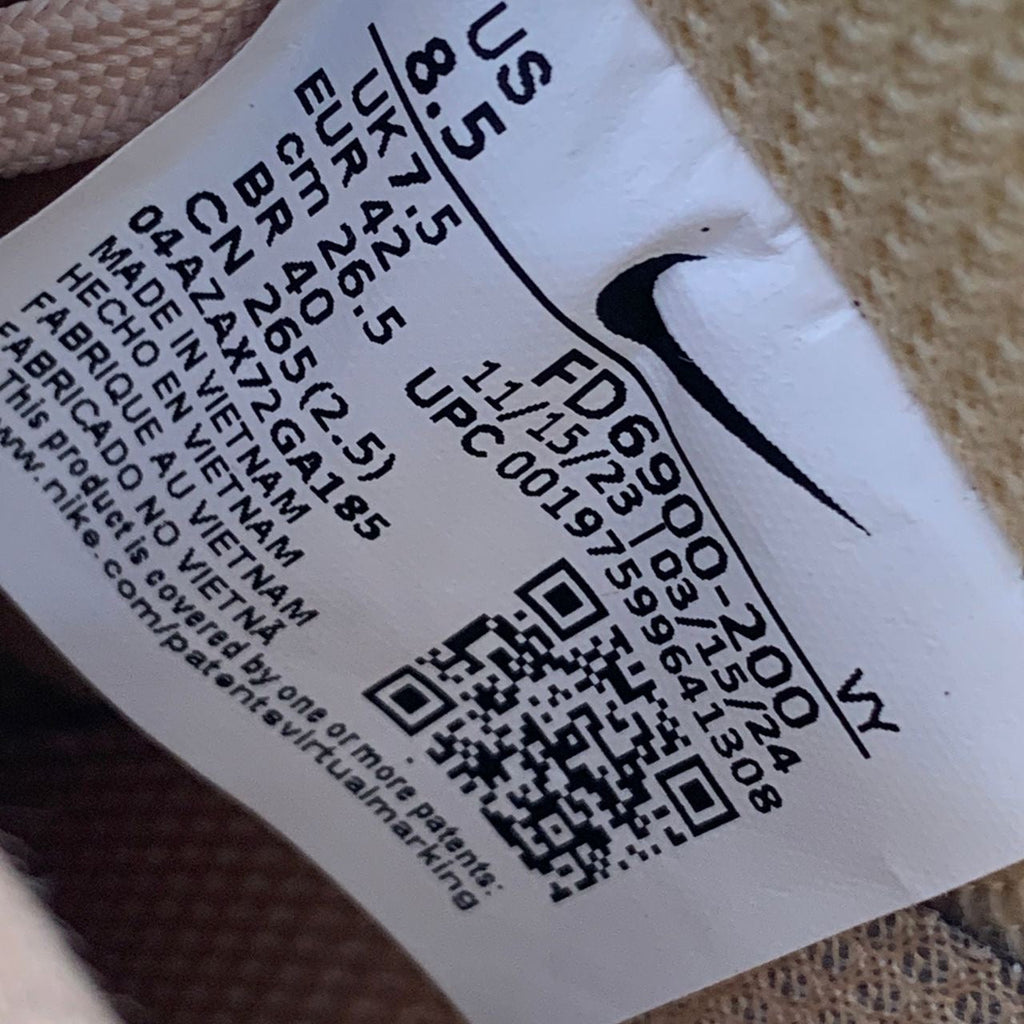 US
8.5
UK 7.5
EUR 42
cm 26.5
BR 40
CN 265(2.5)
04AZAX72GA185
MADE IN VIETNAM
HECHO EN VIETNAM
FABRIQUE AU VIETNAM
FABRICADO NO VIETNÃ
This product is covered by one or more patents:
www.nike.com/patentsvirtualmarking
VY
FD6900-200
11/15/23 | 03/15/24
UPC 00197599641308